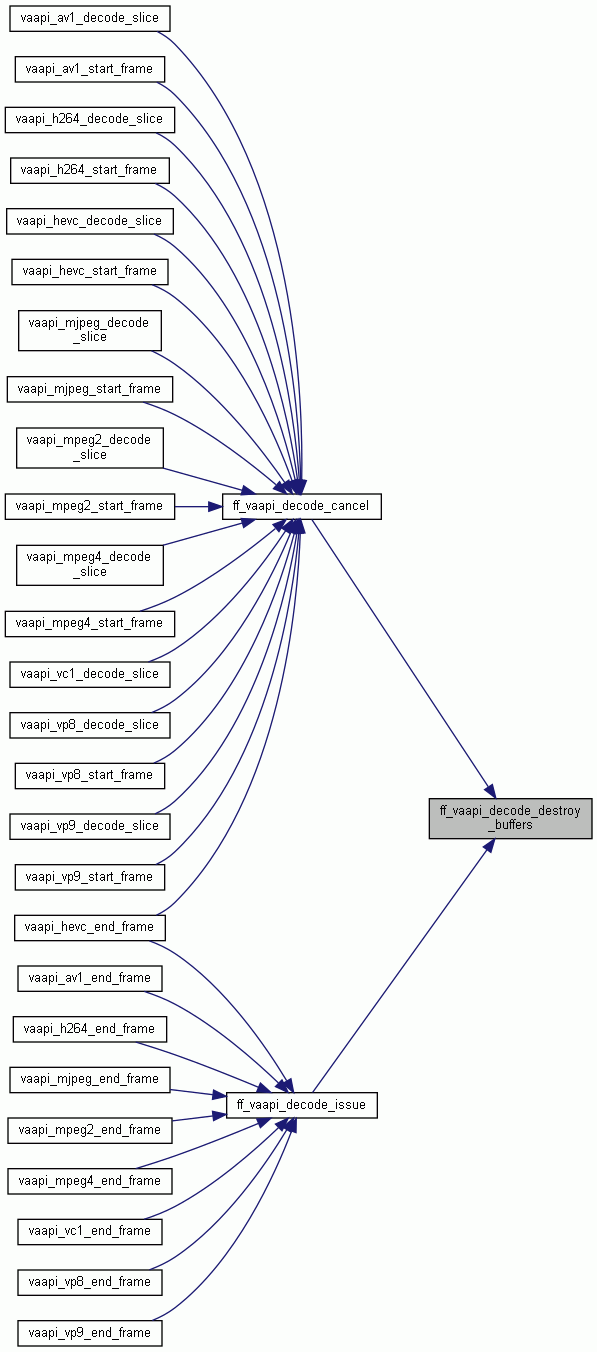 vaapi_av1_decode_slice
vaapi_av1_start_frame
vaapi_h264_decode_slice
vaapi_h264_start_frame
vaapi_hevc_decode_slice
vaapi_hevc_start_frame
vaapi_mjpeg_decode
_slice
vaapi_mjpeg_start_frame
vaapi_mpeg2_decode
_slice
vaapi_mpeg2_start_frame
vaapi_mpeg4_decode
_slice
vaapi_mpeg4_start_frame
vaapi_vc1_decode_slice
vaapi_vp8_decode_slice
vaapi_vp8_start_frame
vaapi_vp9_decode_slice
vaapi_vp9_start_frame
vaapi_hevc_end_frame
vaapi_av1_end_frame
vaapi_h264_end_frame
vaapi_mjpeg_end_frame
vaapi_mpeg2_end_frame
vaapi_mpeg4_end_frame
vaapi_vc1_end_frame
vaapi_vp8_end_frame
vaapi_vp9_end_frame
ff_vaapi_decode_cancel
ff_vaapi_decode_issue
ff_vaapi_decode_destroy
_buffers